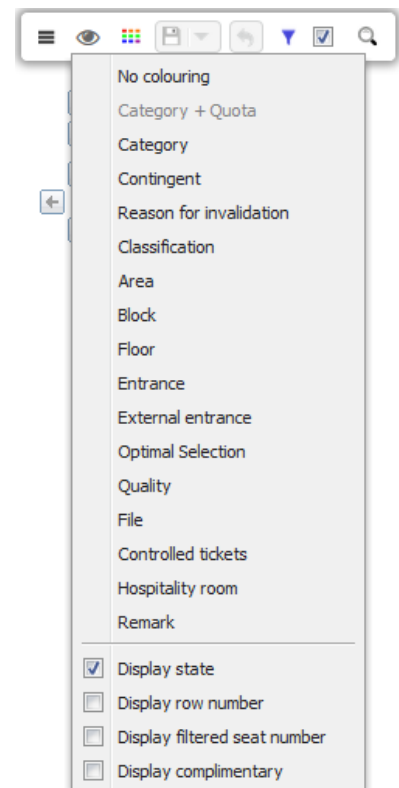 No colouring
Category + Quota
Category
Contingent
Reason for invalidation
Classification
Area
Block
Floor
Entrance
External entrance
Optimal Selection
Quality
File
Controlled tickets
Hospitality room
Remark
Display state
Display row number
Display filtered seat number
Display complimentary